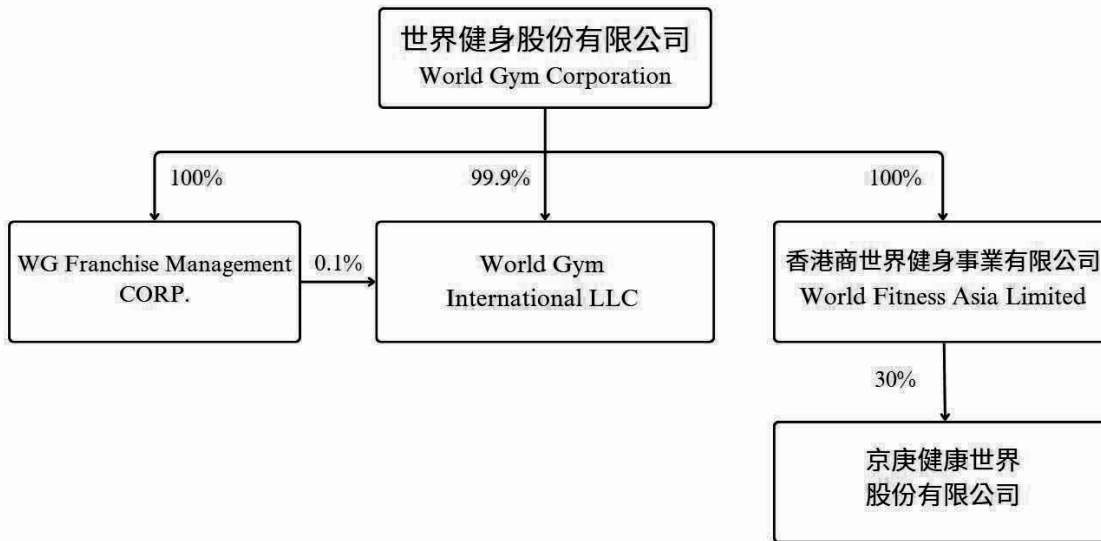 世界健身股份有限公司
World Gym Corporation
100%
99.9%
100%
WG Franchise Management
CORP.
0.1%
World Gym
International LLC
香港商世界健身事業有限公司
World Fitness Asia Limited
30%
京庚健康世界
股份有限公司